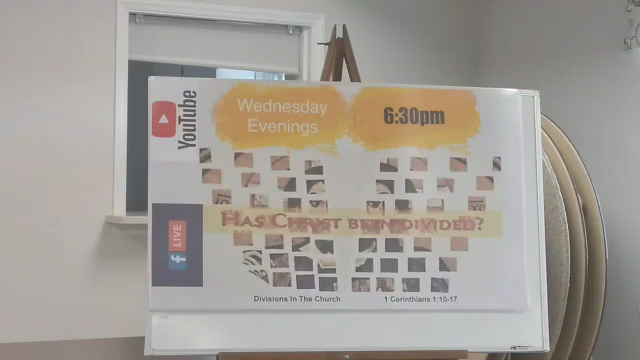 YouTube
Wednesday
Evenings
6:30pm
f LIVE
Has Christ been divided?
Divisions In The Church
1 Corinthians 1:10-17